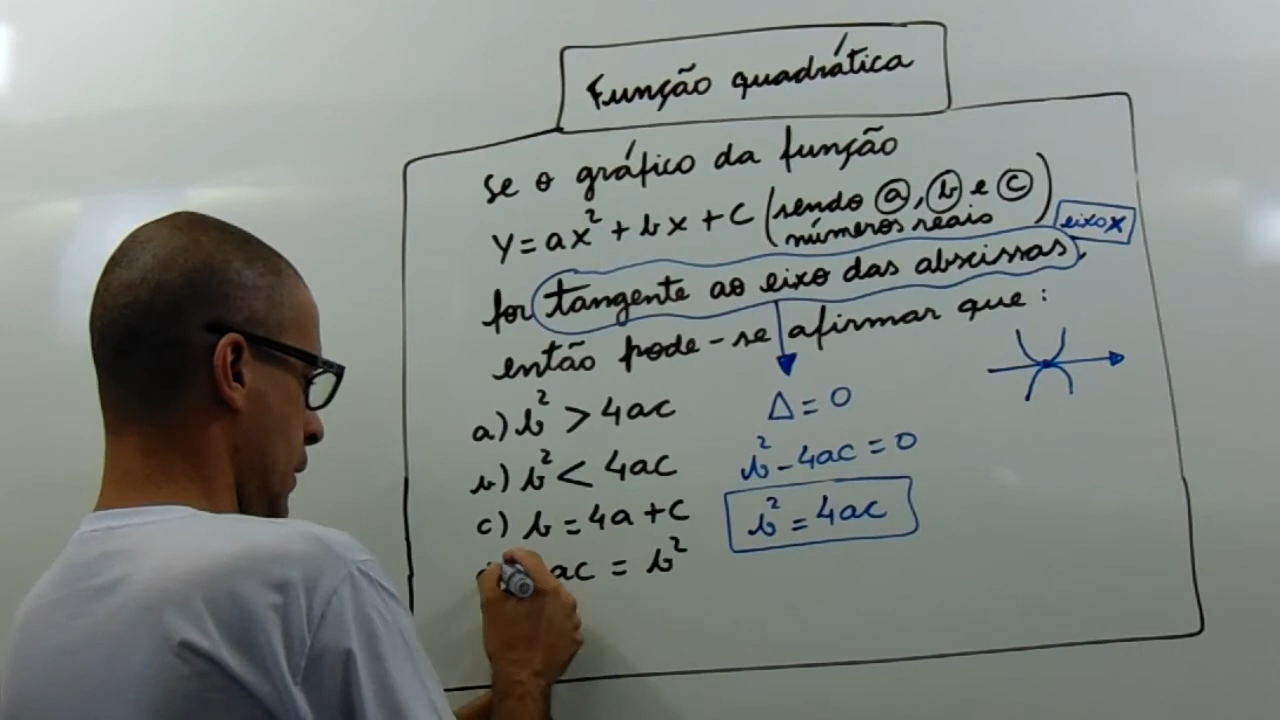 Função quadrática
Se o gráfico da função
Y = ax² + bx + c (sendo a, b e c
números reais)
eixo x
for tangente ao eixo das abscissas,
então pode-se afirmar que:
a) b² > 4ac
Δ = 0
b) b² < 4ac
b² - 4ac = 0
c) b = 4a + c
b² = 4ac
ac = b²